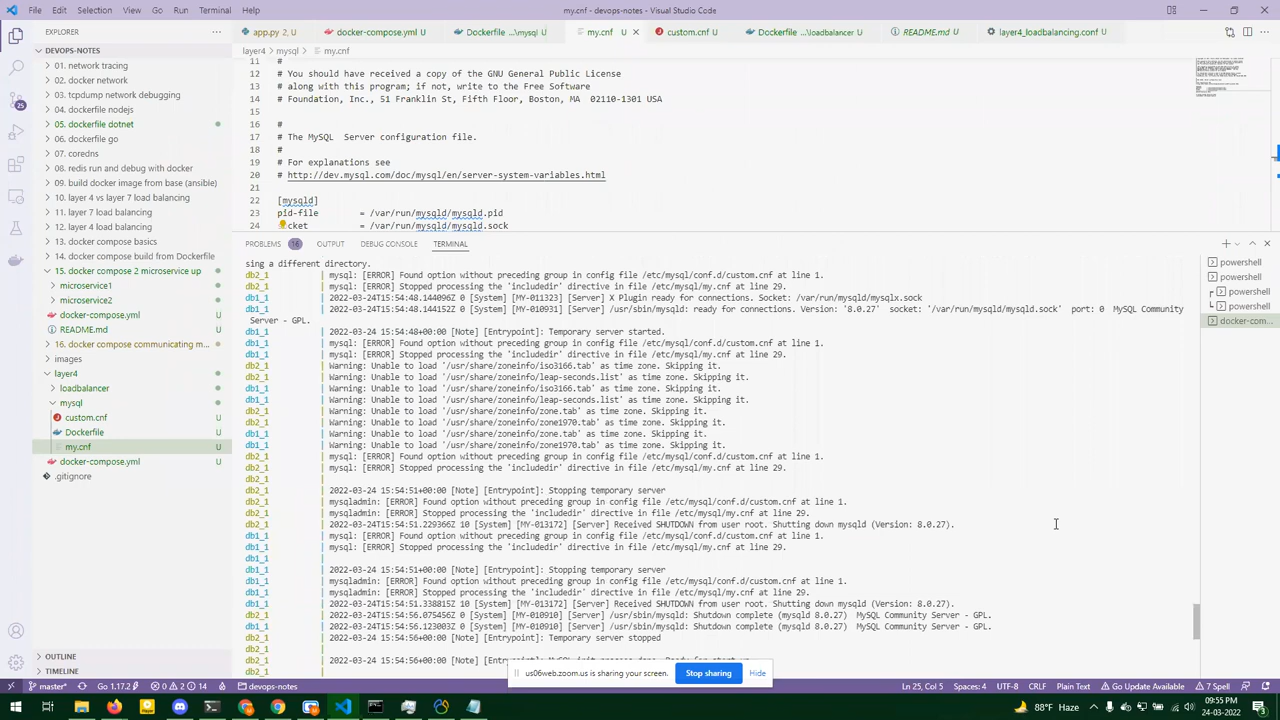 File Edit Selection View Go Run Terminal Help
my.cnf - devops-notes - Visual Studio Code
EXPLORER
app.py 2, U
docker-compose.yml U
Dockerfile ...\mysql U
my.cnf U
custom.cnf U
Dockerfile ...\loadbalancer U
README.md U
layer4_loadbalancing.conf U
layer4 > mysql > my.cnf
DEVOPS-NOTES
01. network tracing
02. docker network
03. tcpdump network debugging
04. dockerfile nodejs
05. dockerfile dotnet
06. dockerfile go
07. coredns
08. redis run and debug with docker
09. build docker image from base (ansible)
10. layer 4 vs layer 7 load balancing
11. layer 7 load balancing
12. layer 4 load balancing
13. docker compose basics
14. docker compose build from Dockerfile
15. docker compose 2 microservice up
microservice1
microservice2
docker-compose.yml U
README.md U
16. docker compose communicating m...
images
layer4
loadbalancer
mysql
custom.cnf U
Dockerfile U
my.cnf U
docker-compose.yml U
.gitignore
OUTLINE
TIMELINE
25
11 #
12 # You should have received a copy of the GNU General Public License
13 # along with this program; if not, write to the Free Software
14 # Foundation, Inc., 51 Franklin St, Fifth Floor, Boston, MA 02110-1301 USA
15
16 #
17 # The MySQL Server configuration file.
18 #
19 # For explanations see
20 # http://dev.mysql.com/doc/mysql/en/server-system-variables.html
21
22 [mysqld]
23 pid-file = /var/run/mysqld/mysqld.pid
24 cket = /var/run/mysqld/mysqld.sock
PROBLEMS 16 OUTPUT DEBUG CONSOLE TERMINAL
sing a different directory.
db2_1 | mysql: [ERROR] Found option without preceding group in config file /etc/mysql/conf.d/custom.cnf at line 1.
db2_1 | mysql: [ERROR] Stopped processing the 'includedir' directive in file /etc/mysql/my.cnf at line 29.
db1_1 | 2022-03-24T15:54:48.144096Z 0 [System] [MY-011323] [Server] X Plugin ready for connections. Socket: /var/run/mysqld/mysqlx.sock
db1_1 | 2022-03-24T15:54:48.144152Z 0 [System] [MY-010931] [Server] /usr/sbin/mysqld: ready for connections. Version: '8.0.27' socket: '/var/run/mysqld/mysqld.sock' port: 0 MySQL Community
Server - GPL.
db1_1 | 2022-03-24 15:54:48+00:00 [Note] [Entrypoint]: Temporary server started.
db1_1 | mysql: [ERROR] Found option without preceding group in config file /etc/mysql/conf.d/custom.cnf at line 1.
db1_1 | mysql: [ERROR] Stopped processing the 'includedir' directive in file /etc/mysql/my.cnf at line 29.
db2_1 | Warning: Unable to load '/usr/share/zoneinfo/iso3166.tab' as time zone. Skipping it.
db2_1 | Warning: Unable to load '/usr/share/zoneinfo/leap-seconds.list' as time zone. Skipping it.
db1_1 | Warning: Unable to load '/usr/share/zoneinfo/iso3166.tab' as time zone. Skipping it.
db1_1 | Warning: Unable to load '/usr/share/zoneinfo/leap-seconds.list' as time zone. Skipping it.
db2_1 | Warning: Unable to load '/usr/share/zoneinfo/zone.tab' as time zone. Skipping it.
db2_1 | Warning: Unable to load '/usr/share/zoneinfo/zone1970.tab' as time zone. Skipping it.
db1_1 | Warning: Unable to load '/usr/share/zoneinfo/zone.tab' as time zone. Skipping it.
db1_1 | Warning: Unable to load '/usr/share/zoneinfo/zone1970.tab' as time zone. Skipping it.
db2_1 | mysql: [ERROR] Found option without preceding group in config file /etc/mysql/conf.d/custom.cnf at line 1.
db2_1 | mysql: [ERROR] Stopped processing the 'includedir' directive in file /etc/mysql/my.cnf at line 29.
db2_1 |
db2_1 | 2022-03-24 15:54:51+00:00 [Note] [Entrypoint]: Stopping temporary server
db2_1 | mysqladmin: [ERROR] Found option without preceding group in config file /etc/mysql/conf.d/custom.cnf at line 1.
db2_1 | mysqladmin: [ERROR] Stopped processing the 'includedir' directive in file /etc/mysql/my.cnf at line 29.
db2_1 | 2022-03-24T15:54:51.229366Z 10 [System] [MY-013172] [Server] Received SHUTDOWN from user root. Shutting down mysqld (Version: 8.0.27).
db1_1 | mysql: [ERROR] Found option without preceding group in config file /etc/mysql/conf.d/custom.cnf at line 1.
db1_1 | mysql: [ERROR] Stopped processing the 'includedir' directive in file /etc/mysql/my.cnf at line 29.
db1_1 |
db1_1 | 2022-03-24 15:54:51+00:00 [Note] [Entrypoint]: Stopping temporary server
db1_1 | mysqladmin: [ERROR] Found option without preceding group in config file /etc/mysql/conf.d/custom.cnf at line 1.
db1_1 | mysqladmin: [ERROR] Stopped processing the 'includedir' directive in file /etc/mysql/my.cnf at line 29.
db1_1 | 2022-03-24T15:54:51.338815Z 10 [System] [MY-013172] [Server] Received SHUTDOWN from user root. Shutting down mysqld (Version: 8.0.27).
db2_1 | 2022-03-24T15:54:56.075462Z 0 [System] [MY-010910] [Server] /usr/sbin/mysqld: Shutdown complete (mysqld 8.0.27) MySQL Community Server - GPL.
db1_1 | 2022-03-24T15:54:56.123003Z 0 [System] [MY-010910] [Server] /usr/sbin/mysqld: Shutdown complete (mysqld 8.0.27) MySQL Community Server - GPL.
db2_1 | 2022-03-24 15:54:56+00:00 [Note] [Entrypoint]: Temporary server stopped
db2_1
db2_1 | 2022-03-24 15:54:56+00:00 [Note]
db2_1 |
powershell
powershell
powershell
powershell
docker-com...
us06web.zoom.us is sharing your screen. Stop sharing Hide
master* Go 1.17.2 0 2 14 devops-notes
Ln 25, Col 5 Spaces: 4 UTF-8 CRLF Plain Text Go Update Available 7 Spell
88°F Haze
ENG
09:55 PM
24-03-2022
3